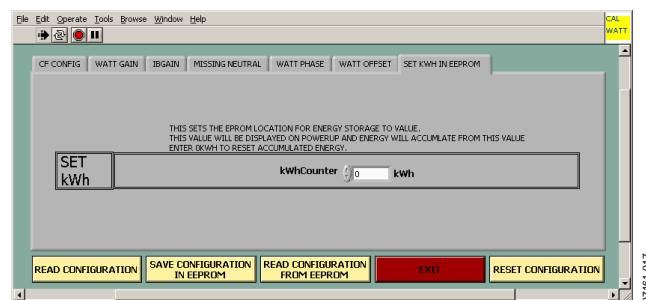 File Edit Operate Tools Browse Window Help
CAL
WATT
CF CONFIG WATT GAIN IBGAIN MISSING NEUTRAL WATT PHASE WATT OFFSET SET KWH IN EEPROM
THIS SETS THE EPROM LOCATION FOR ENERGY STORAGE TO VALUE.
THIS VALUE WILL BE DISPLAYED ON POWERUP AND ENERGY WILL ACCUMLATE FROM THIS VALUE
ENTER 0KWH TO RESET ACCUMULATED ENERGY.
SET
kWh
kWhCounter 0 kWh
READ CONFIGURATION
SAVE CONFIGURATION
IN EEPROM
READ CONFIGURATION
FROM EEPROM
EXIT
RESET CONFIGURATION